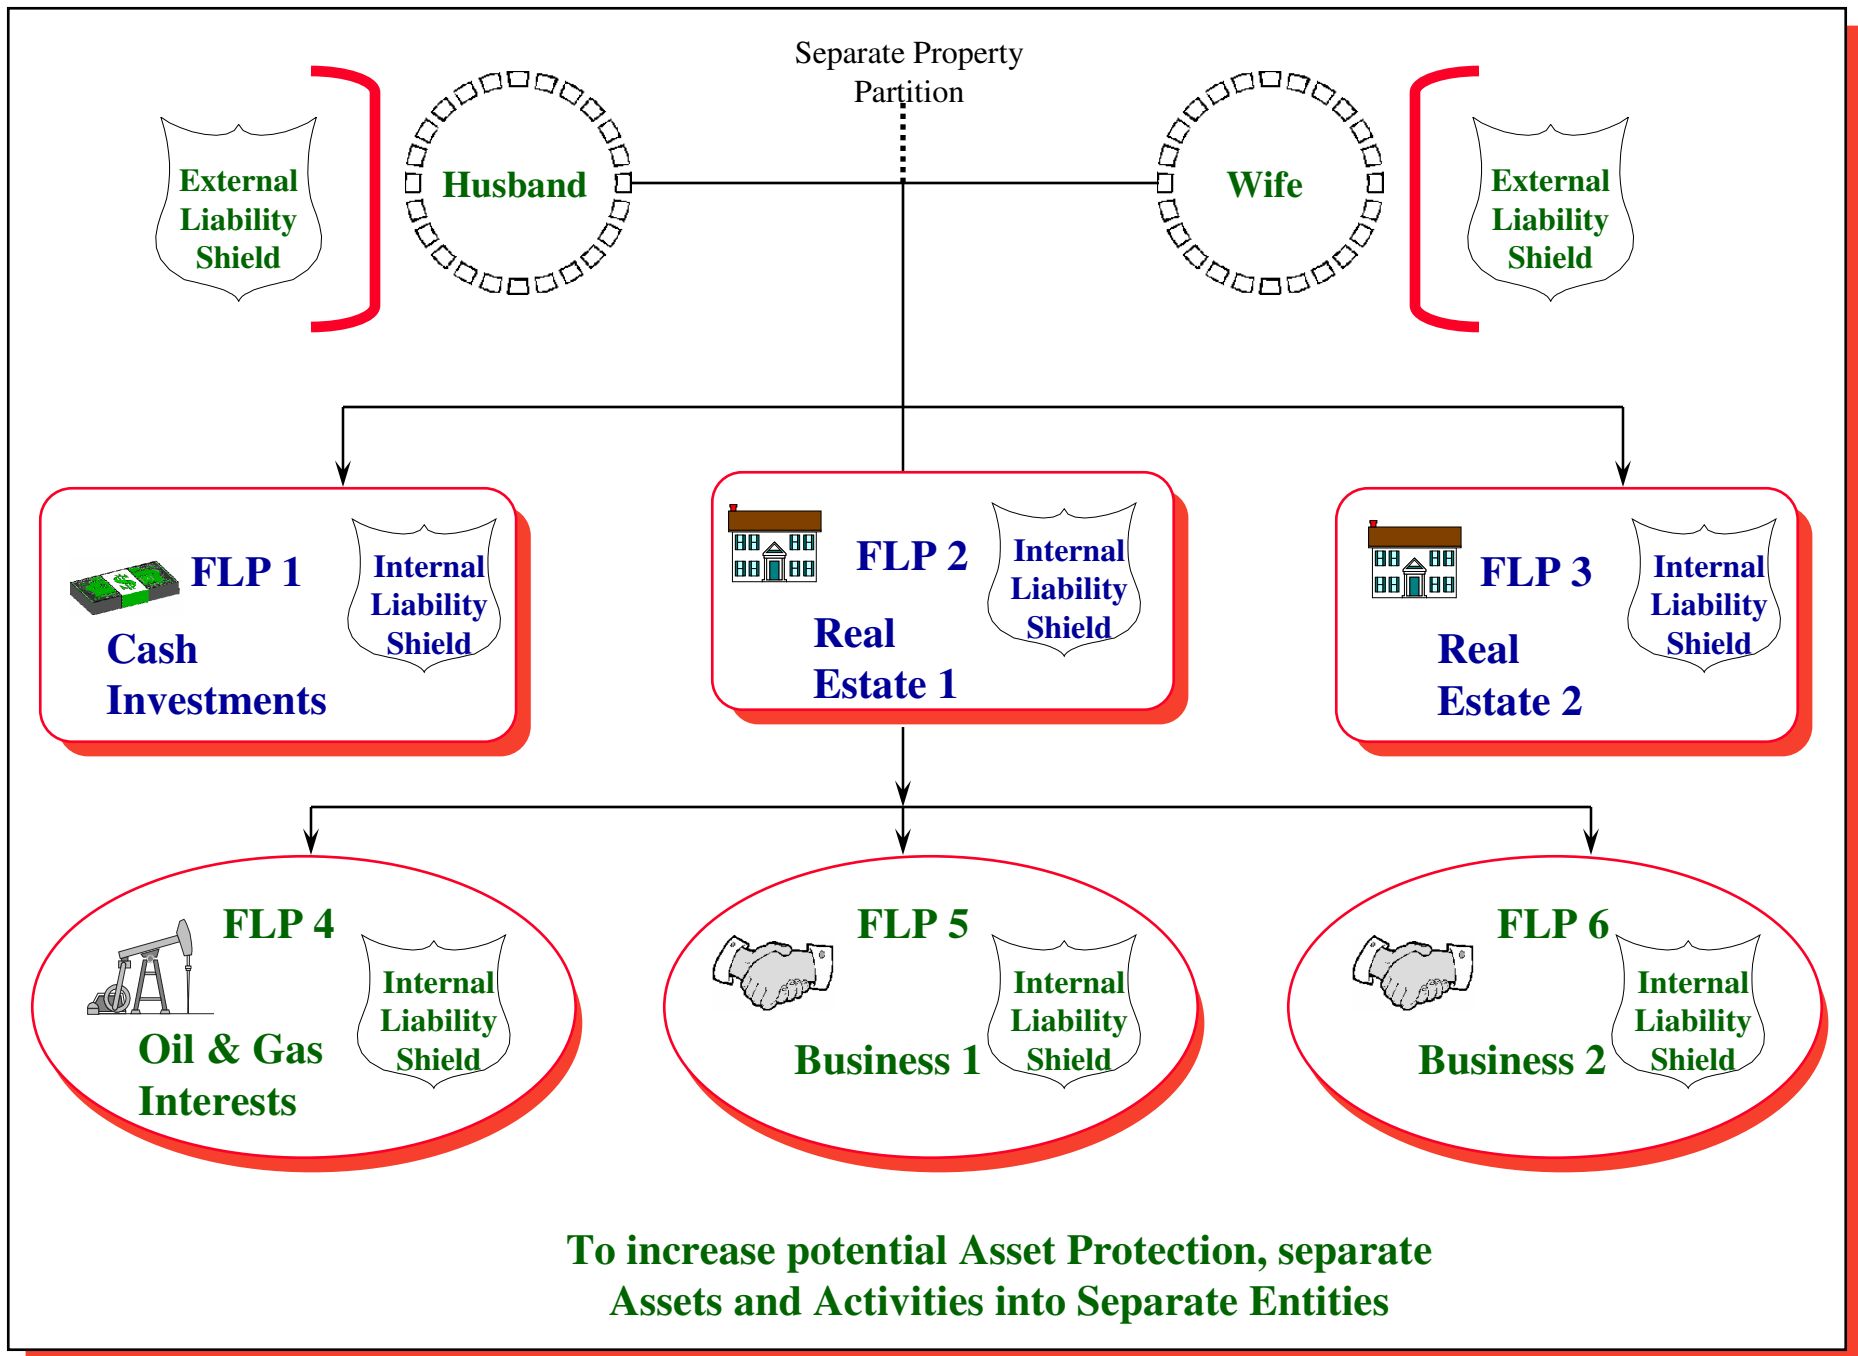 Separate Property
Partition
External
Liability
Shield
Husband
Wife
External
Liability
Shield
FLP 1
Internal
Liability
Shield
Cash
Investments
FLP 2
Internal
Liability
Shield
Real
Estate 1
FLP 3
Internal
Liability
Shield
Real
Estate 2
FLP 4
Internal
Liability
Shield
Oil & Gas
Interests
FLP 5
Internal
Liability
Shield
Business 1
FLP 6
Internal
Liability
Shield
Business 2
To increase potential Asset Protection, separate
Assets and Activities into Separate Entities